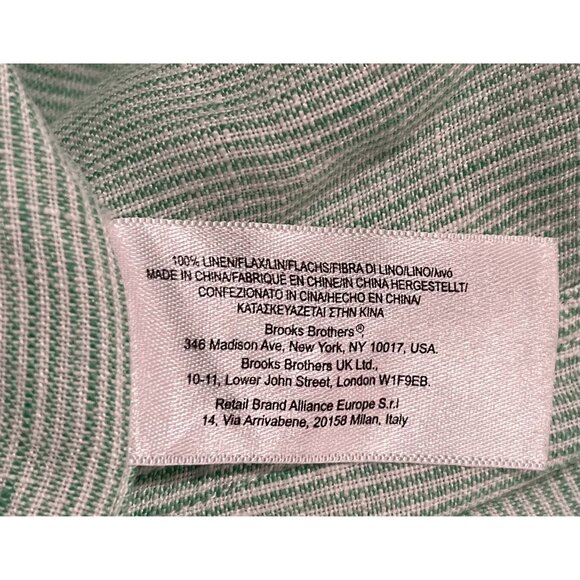 100% LINEN/FLAX/LIN/FLACHS/FIBRA DI LINO/LINO/λινό
MADE IN CHINA/FABRIQUÉ EN CHINE/IN CHINA HERGESTELLT/
CONFEZIONATO IN CINA/HECHO EN CHINA/
ΚΑΤΑΣΚΕΥΑΖΕΤΑΙ ΣΤΗΝ ΚΙΝΑ
Brooks Brothers®
346 Madison Ave, New York, NY 10017, USA.
Brooks Brothers UK Ltd.,
10-11, Lower John Street, London W1F9EB.
Retail Brand Alliance Europe S.r.l
14, Via Arrivabene, 20158 Milan, Italy